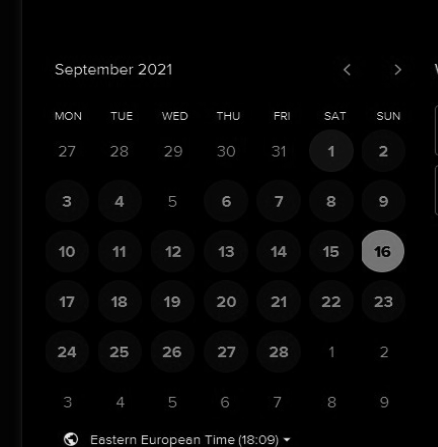 September 2021
MON TUE WED THU FRI SAT SUN
27 28 29 30 31 1 2
3 4 5 6 7 8 9
10 11 12 13 14 15 16
17 18 19 20 21 22 23
24 25 26 27 28 1 2
3 4 5 6 7 8 9
Eastern European Time (18:09)